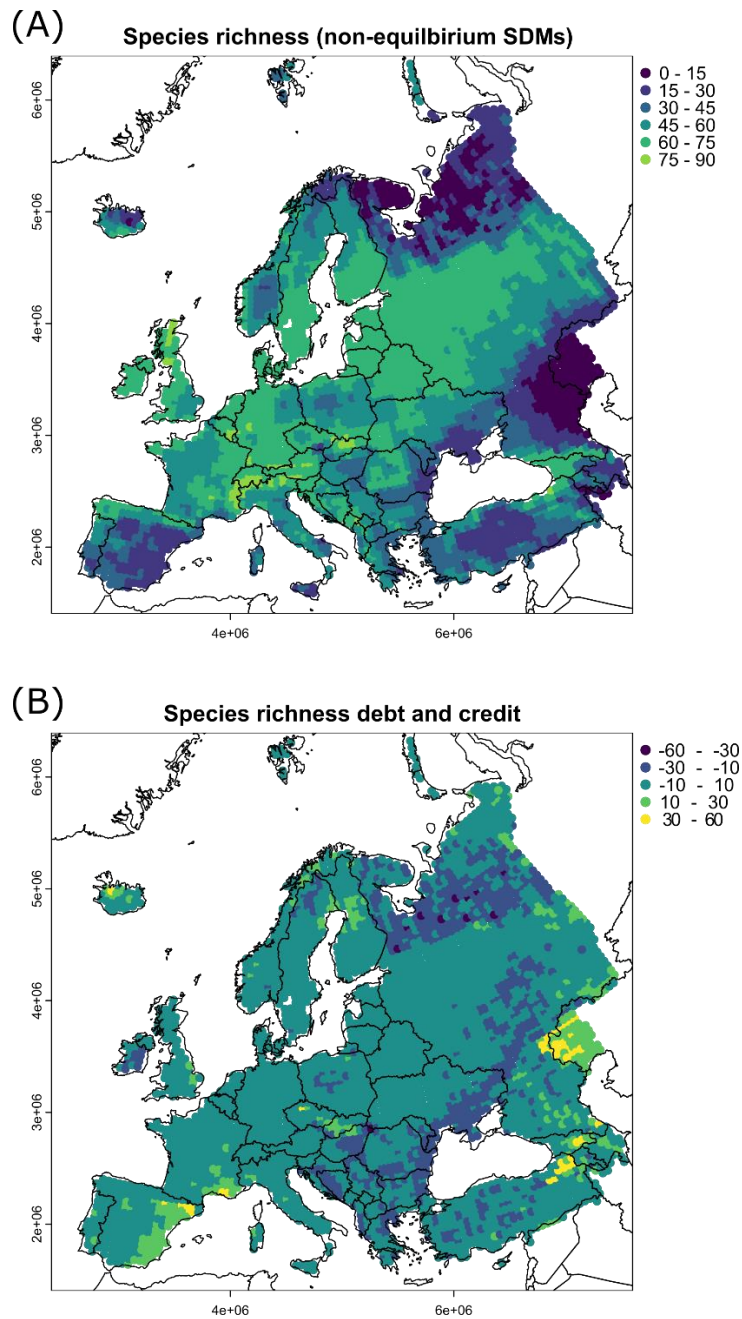 (A)
Species richness (non-equilbirium SDMs)
0 - 15
15 - 30
30 - 45
45 - 60
60 - 75
75 - 90
6e+06
5e+06
4e+06
3e+06
2e+06
4e+06 6e+06
(B)
Species richness debt and credit
-60 - -30
-30 - -10
-10 - 10
10 - 30
30 - 60
6e+06
5e+06
4e+06
3e+06
2e+06
4e+06 6e+06